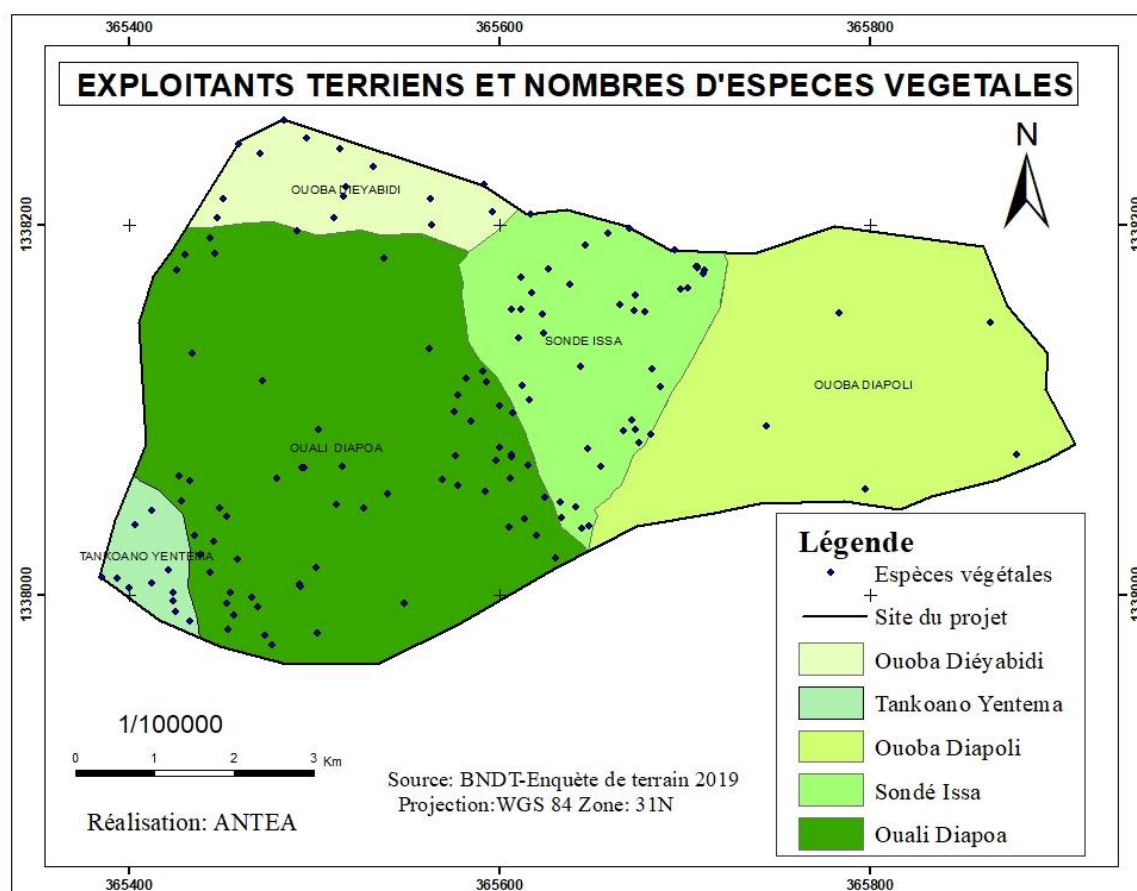 365400 365600 365800
EXPLOITANTS TERRIENS ET NOMBRES D'ESPECES VEGETALES
N
OUOBA DIEYABIDI
1338200 1338200
SONDE ISSA
OUOBA DIAPOLI
OUALI DIAPOA
TANKOANO YENTEMA
1338000 1338000
Légende
Espèces végétales
Site du projet
Ouoba Diéyabidi
Tankoano Yentema
Ouoba Diapoli
Sondé Issa
Ouali Diapoa
1/100000
0 1 2 3 Km
Source: BNDT-Enquète de terrain 2019
Projection:WGS 84 Zone: 31N
Réalisation: ANTEA
365400 365600 365800